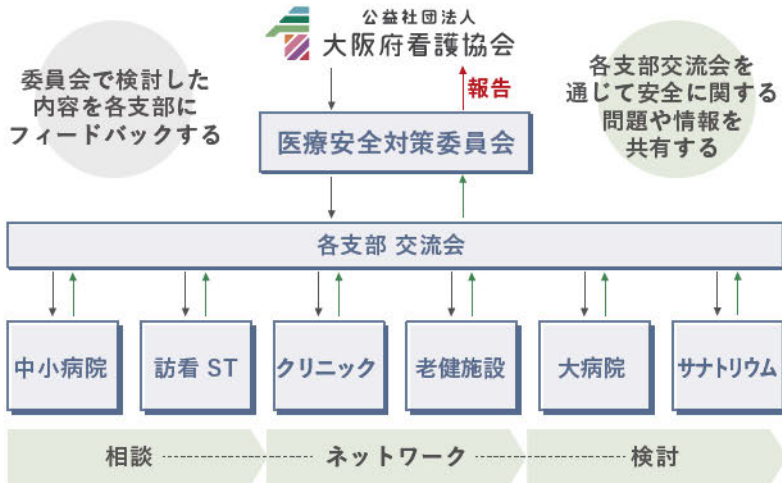 公益社団法人
大阪府看護協会
委員会で検討した
内容を各支部に
フィードバックする
報告
各支部交流会を
通じて安全に関する
問題や情報を
共有する
医療安全対策委員会
各支部 交流会
中小病院
訪看 ST
クリニック
老健施設
大病院
サナトリウム
相談
ネットワーク
検討